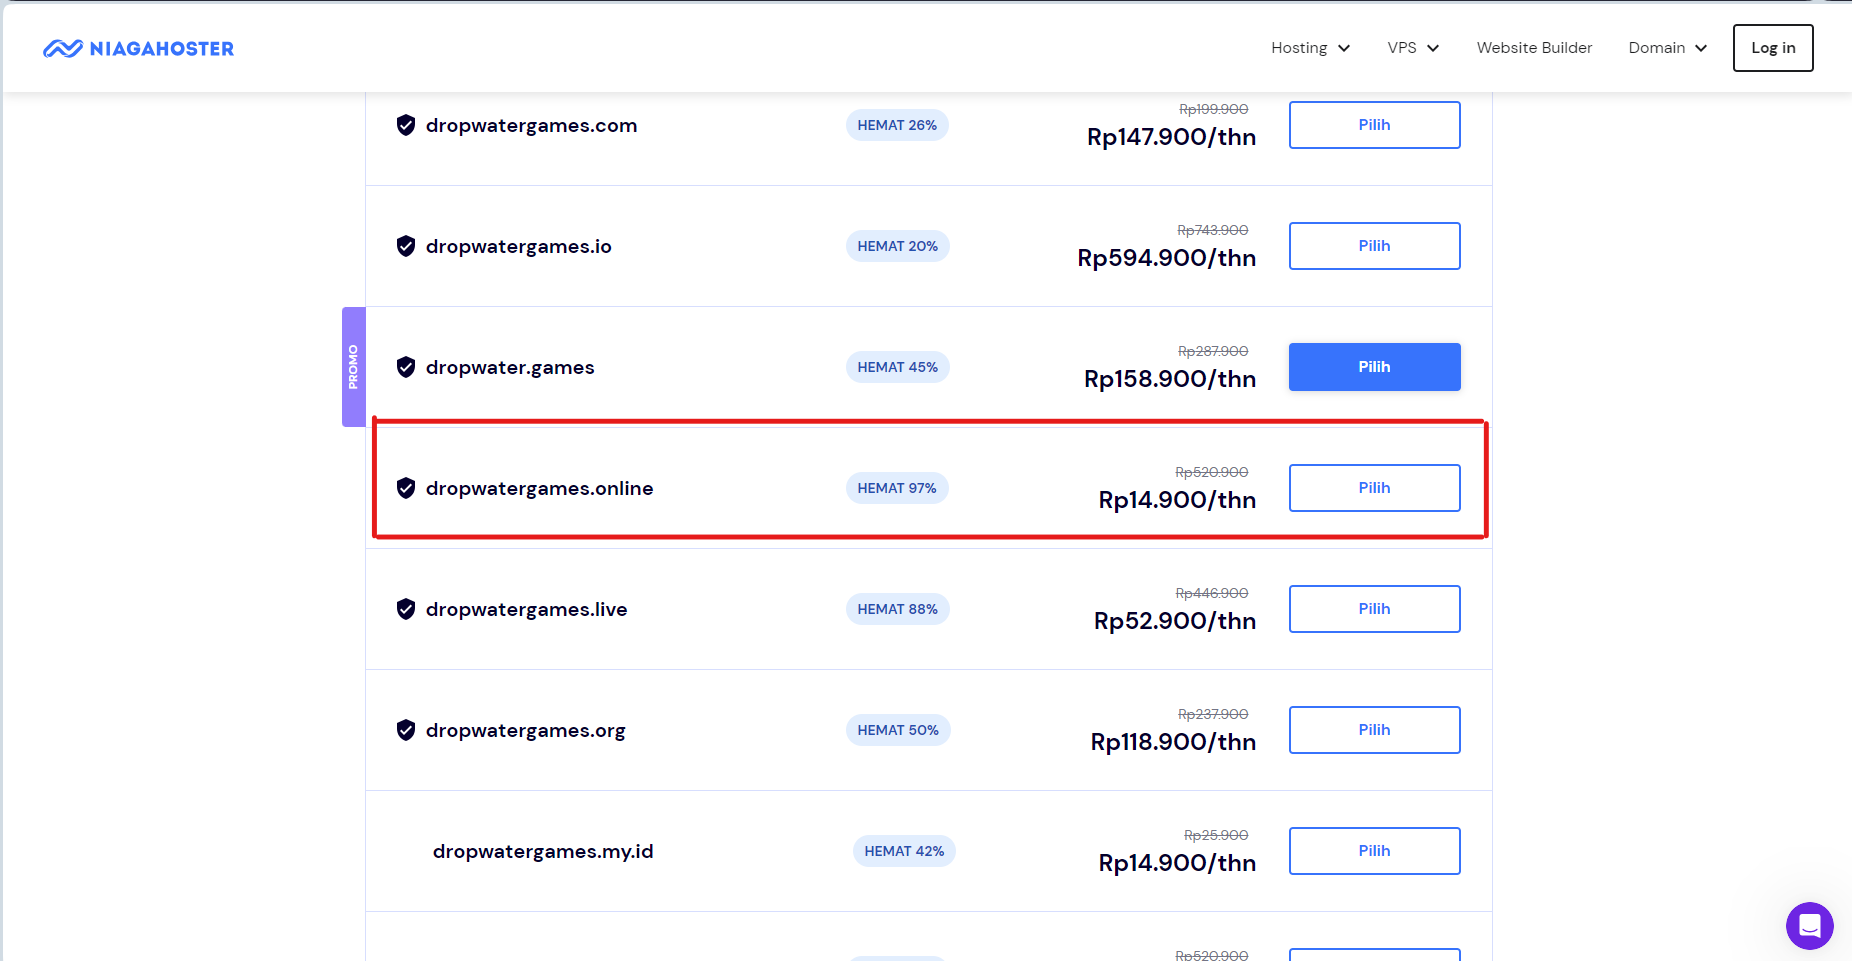 NIAGAHOSTER
Hosting
VPS
Website Builder
Domain
Log in
dropwatergames.com
HEMAT 26%
Rp199.900
Rp147.900/thn
Pilih
dropwatergames.io
HEMAT 20%
Rp743.900
Rp594.900/thn
Pilih
PROMO
dropwater.games
HEMAT 45%
Rp287.900
Rp158.900/thn
Pilih
dropwatergames.online
HEMAT 97%
Rp520.900
Rp14.900/thn
Pilih
dropwatergames.live
HEMAT 88%
Rp446.900
Rp52.900/thn
Pilih
dropwatergames.org
HEMAT 50%
Rp237.900
Rp118.900/thn
Pilih
dropwatergames.my.id
HEMAT 42%
Rp25.900
Rp14.900/thn
Pilih
Rp520.900